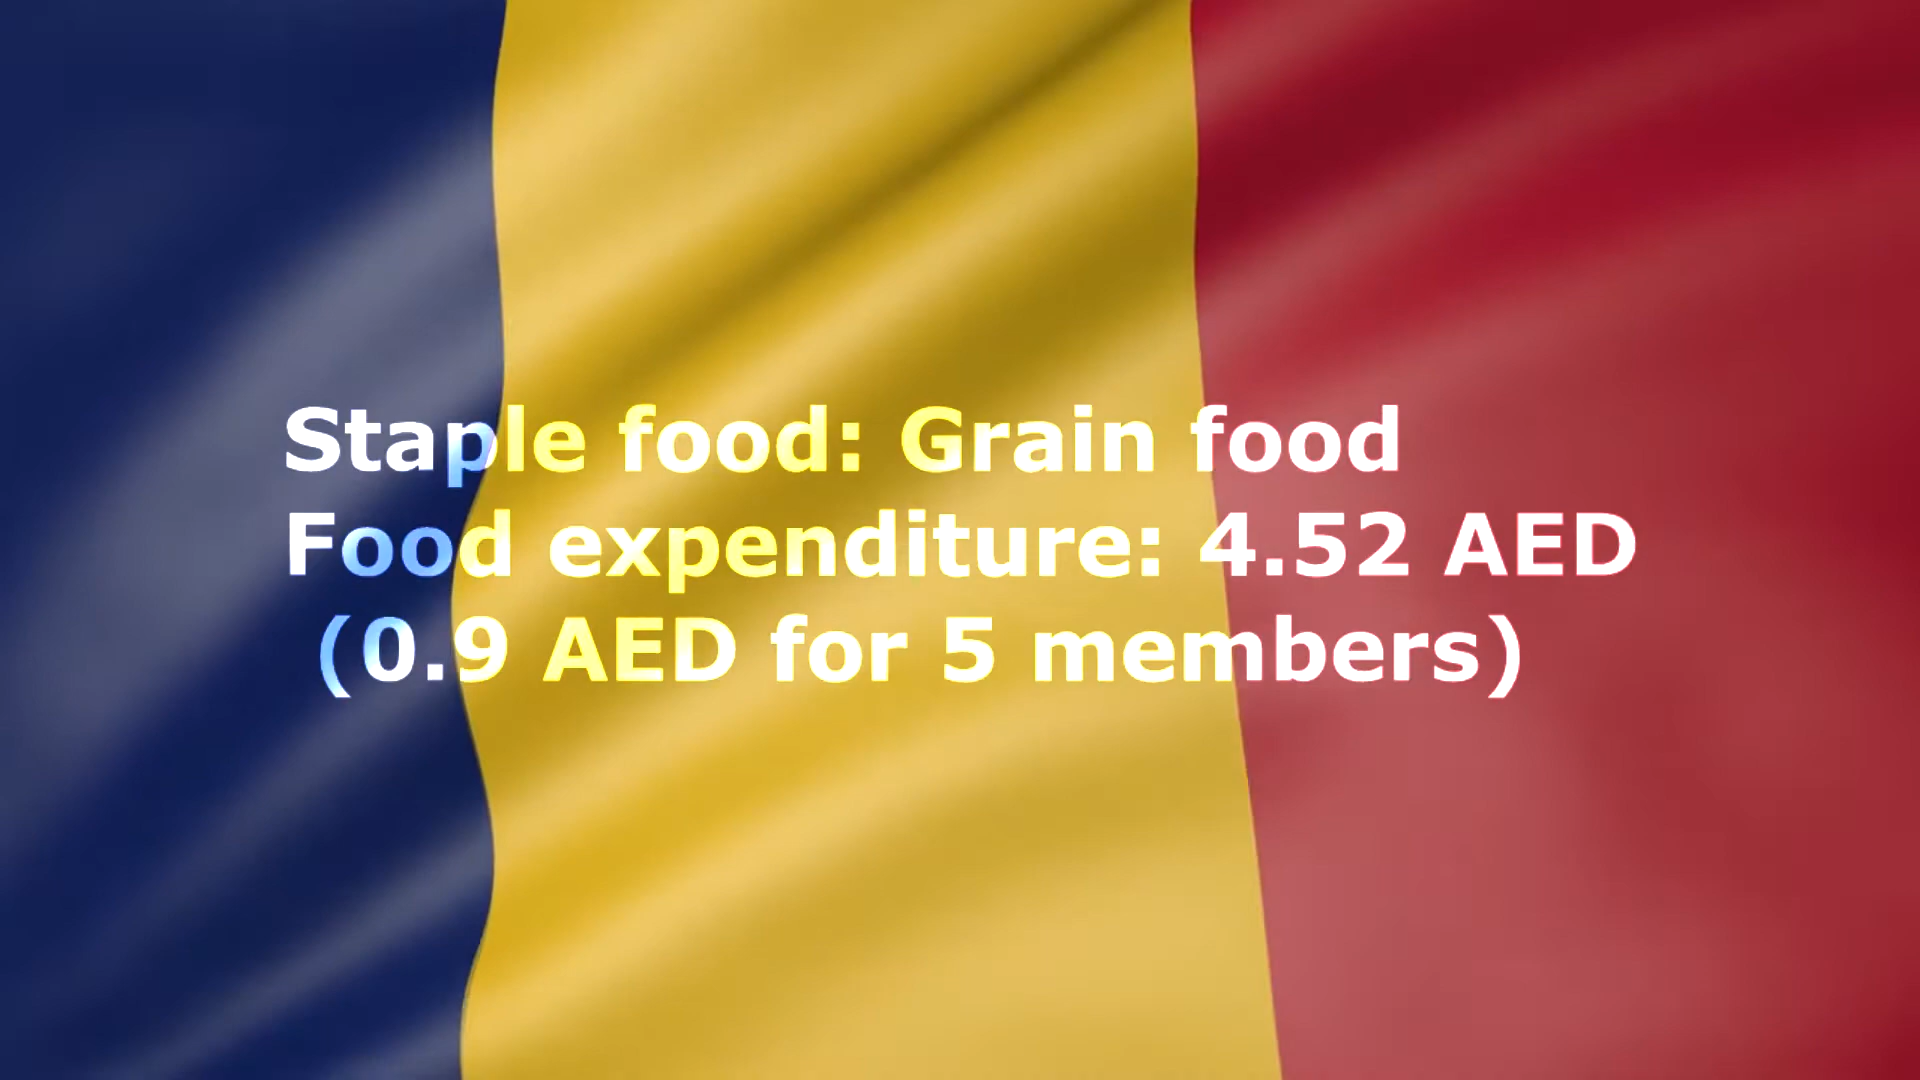 Staple food: Grain food
Food expenditure: 4.52 AED
(0.9 AED for 5 members)